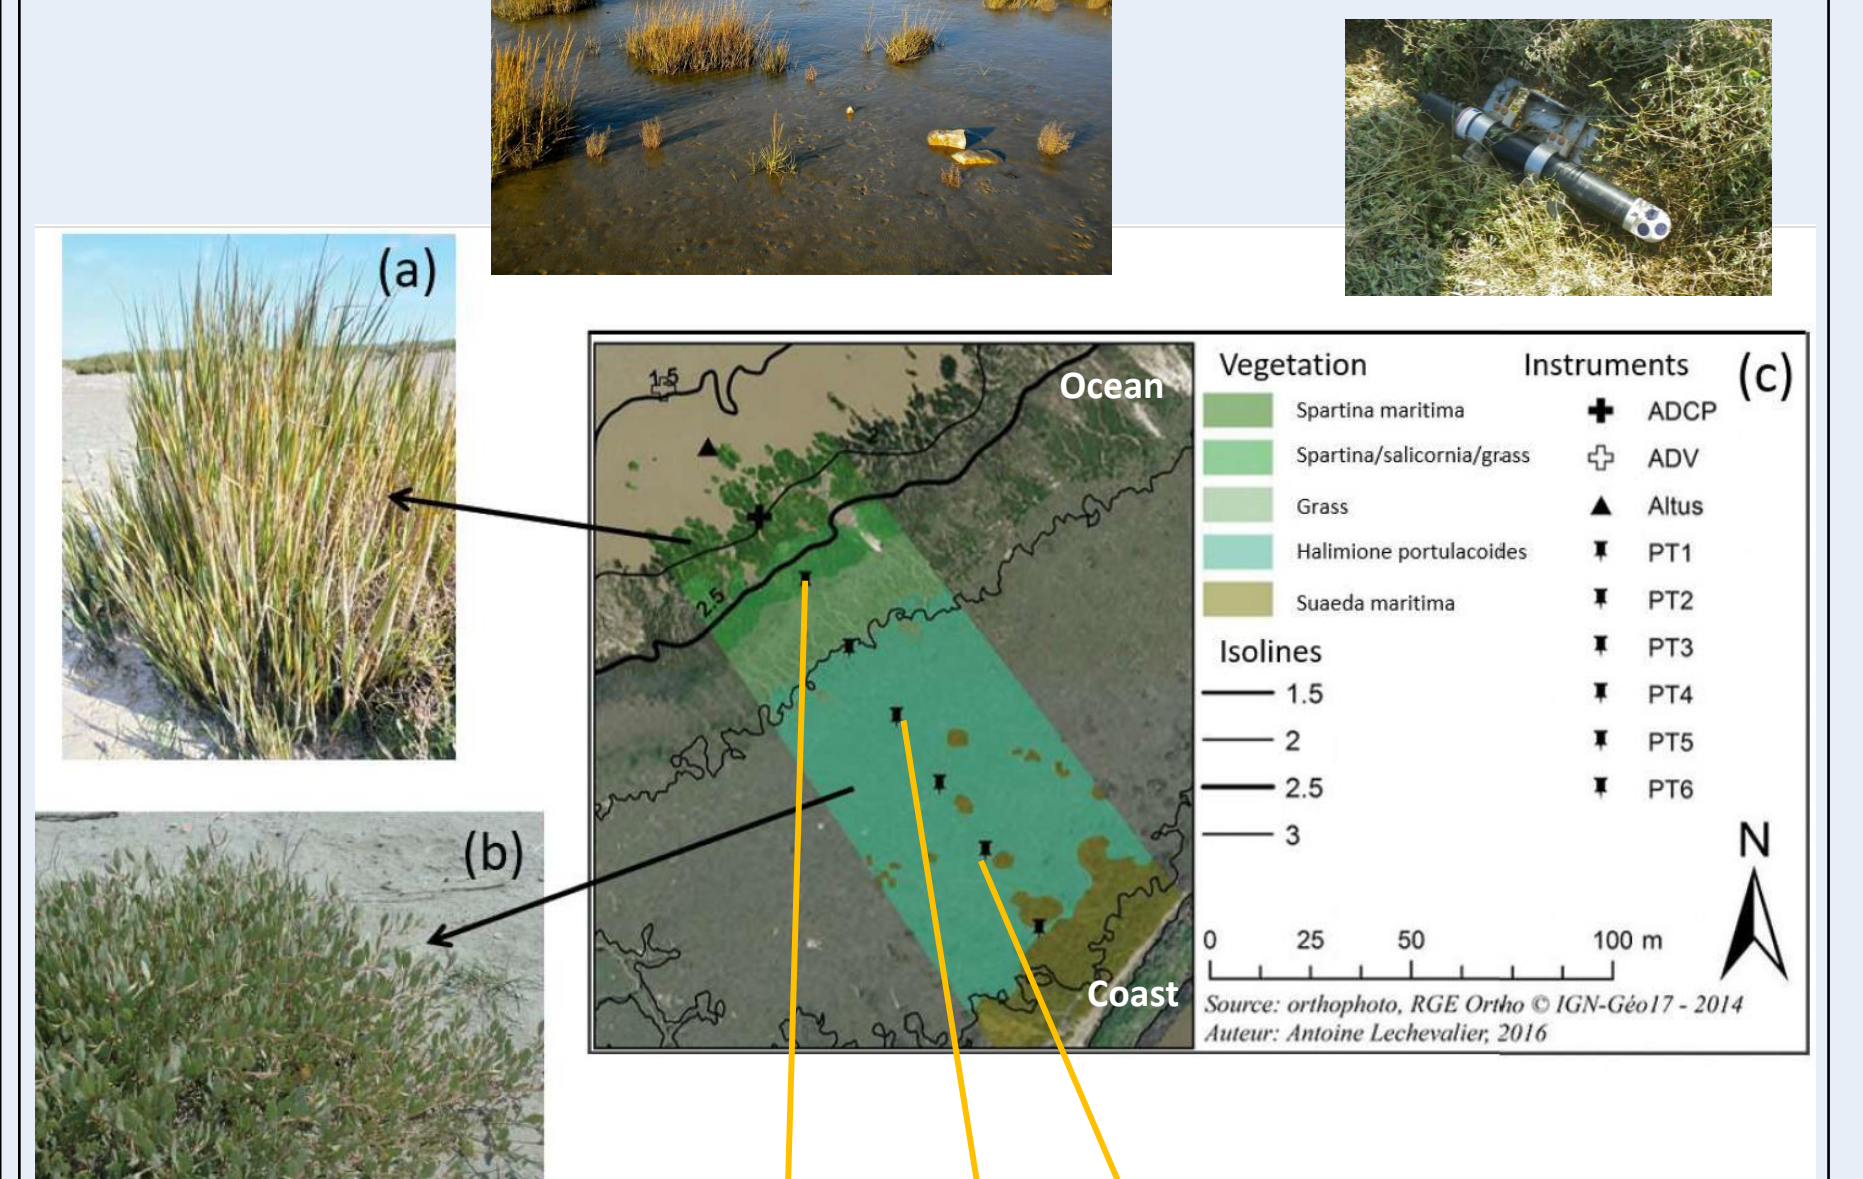 (a)
(b)
(c)
1.5
2
Ocean
2.5
Coast
Vegetation
Spartina maritima
Spartina/salicornia/grass
Grass
Halimione portulacoides
Suaeda maritima
Isolines
1.5
2
2.5
3
Instruments
ADCP
ADV
Altus
PT1
PT2
PT3
PT4
PT5
PT6
N
0 25 50 100 m
Source: orthophoto, RGE Ortho © IGN-Géo17 - 2014
Auteur: Antoine Lechevalier, 2016